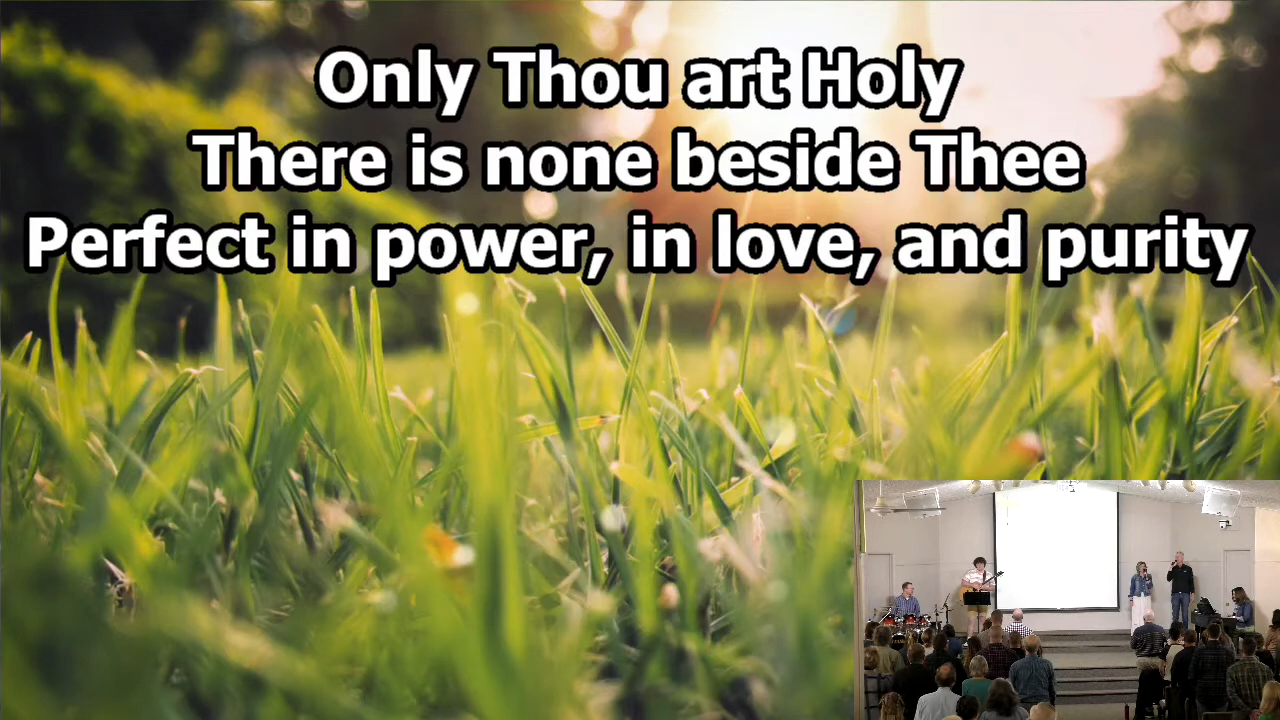 Only Thou art Holy
There is none beside Thee
Perfect in power, in love, and purity